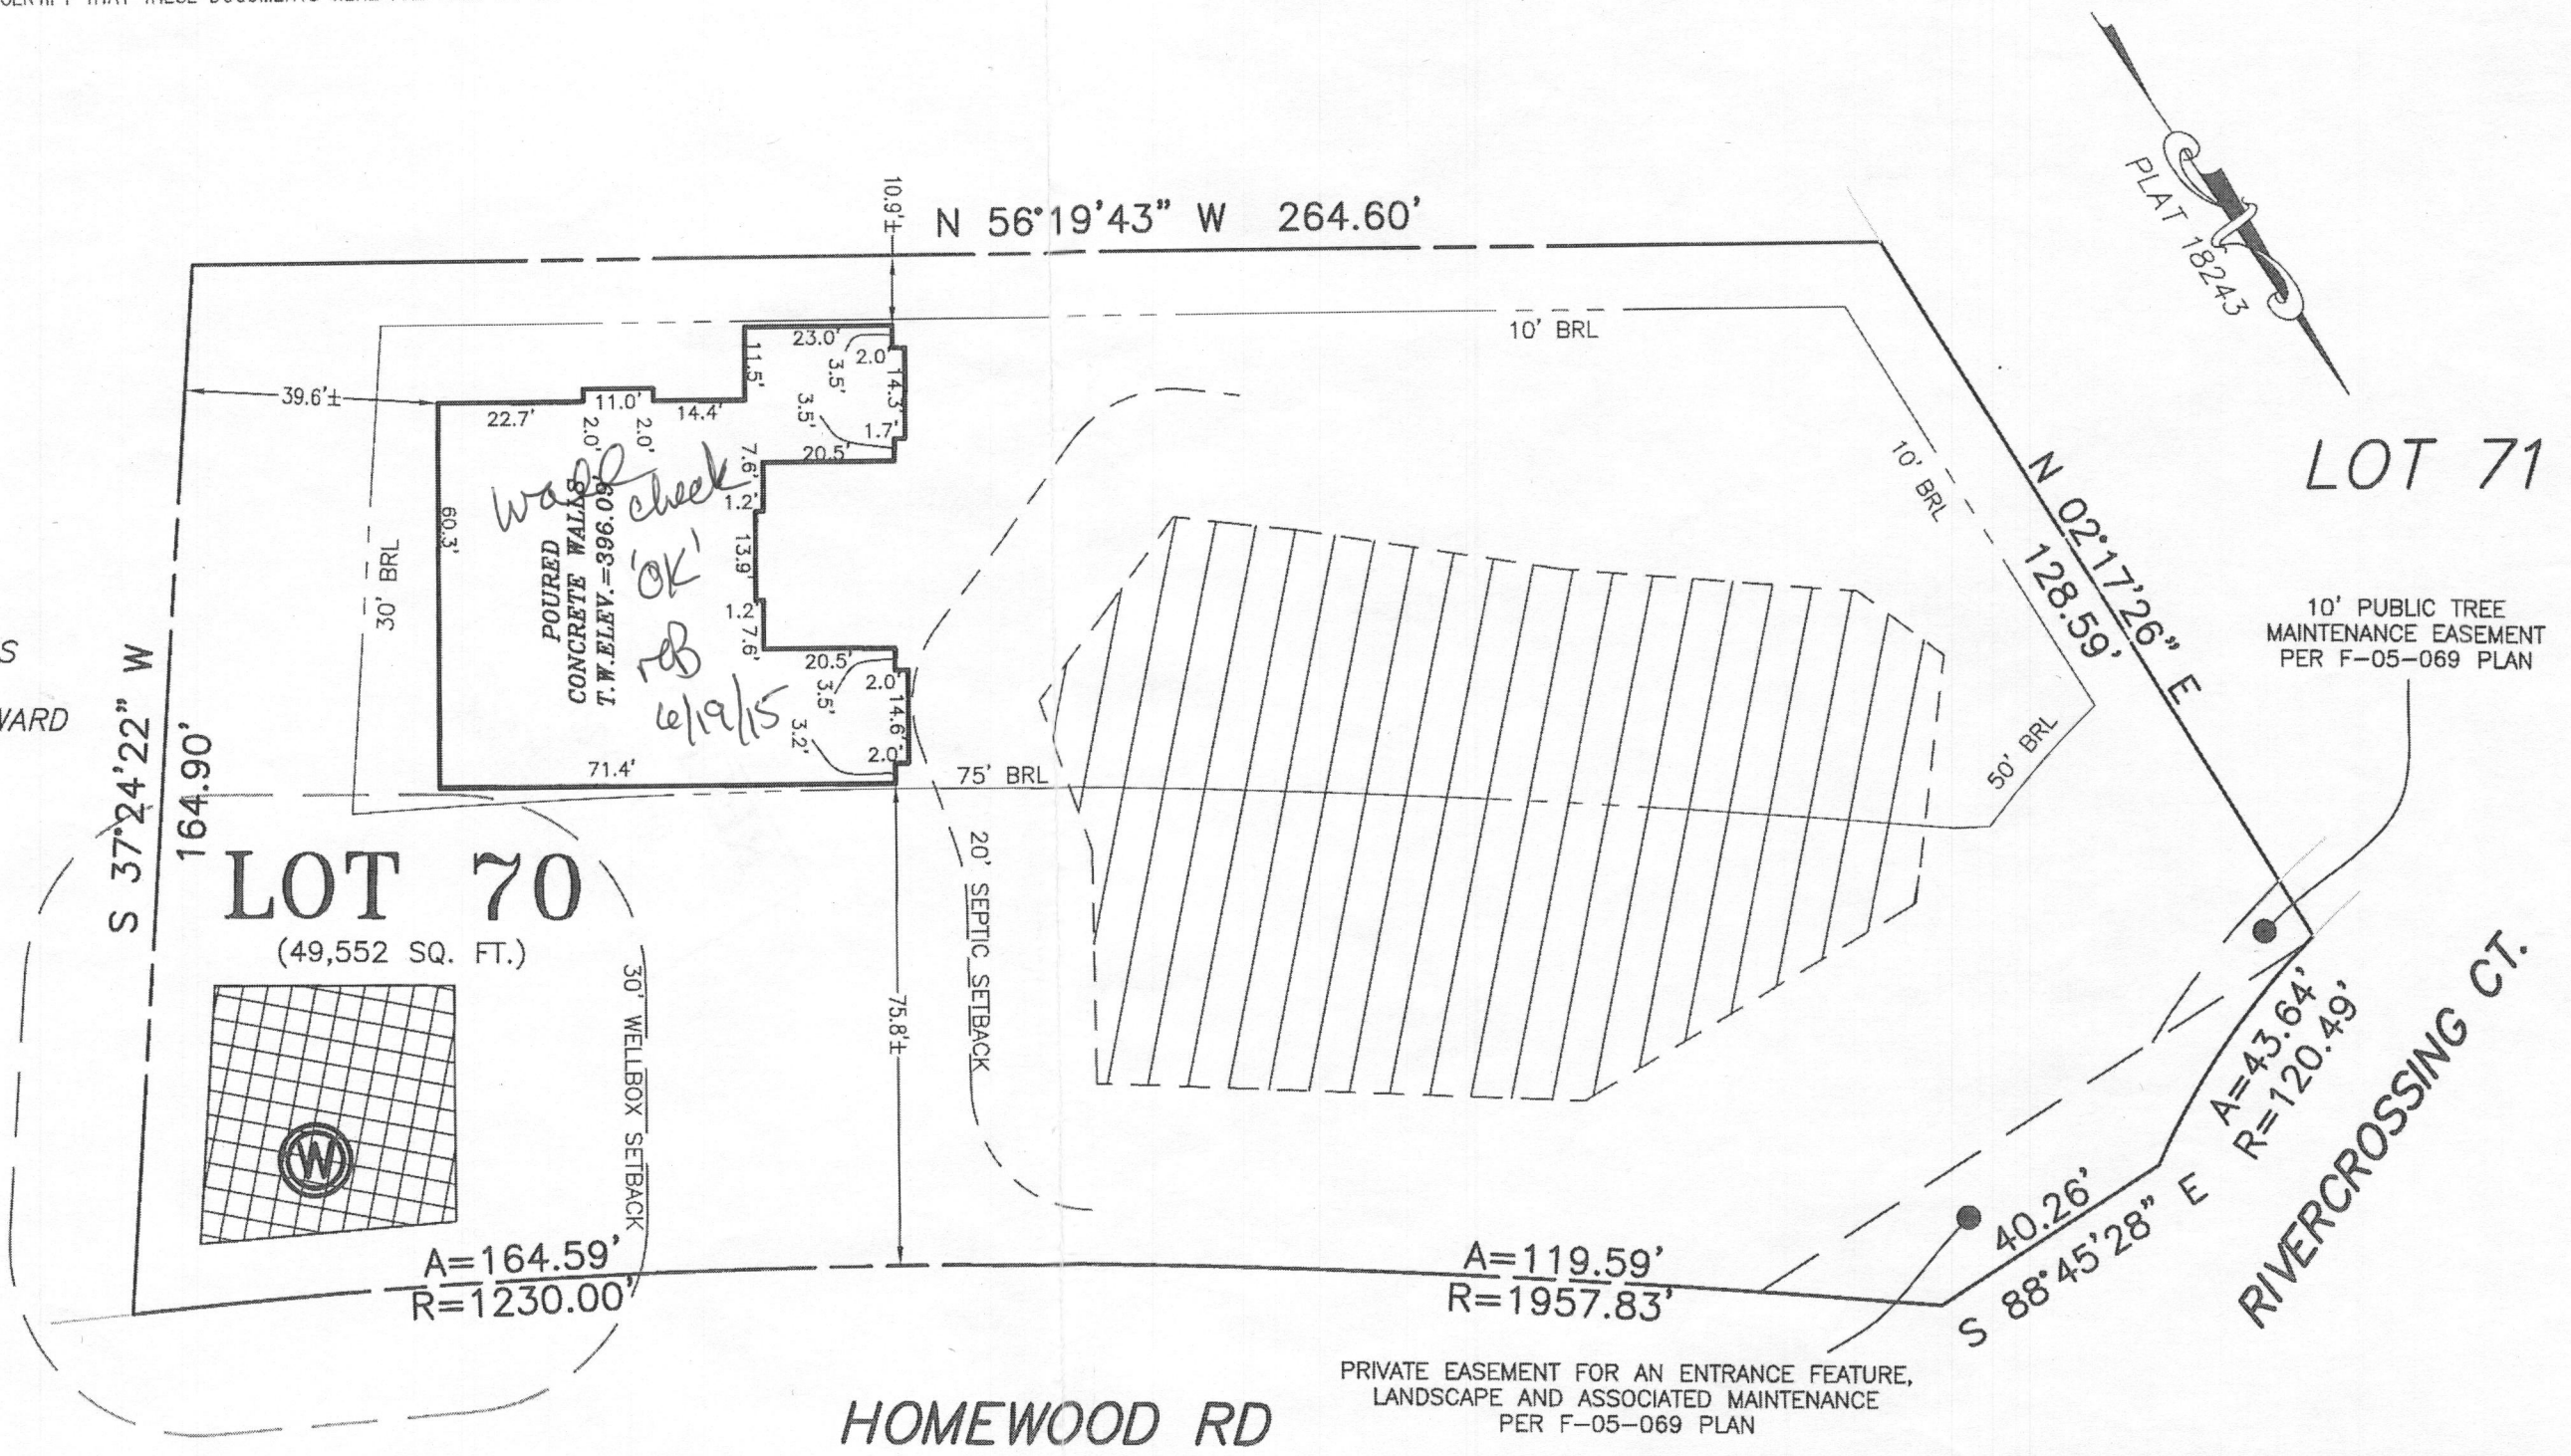 CERTIFY THAT THESE DOCUMENTS WERE
N 56°19'43" W 264.60'
10.9'±
PLAT 18243
10' BRL
23.0'
2.0'
3.5'
11.5'
14.3'
39.6'±
22.7'
11.0'
14.4'
2.0'
2.0'
3.5'
1.7'
20.5'
10' BRL
LOT 71
N 02°17'26" E
128.59'
7.6'
1.2'
wall check
'OK'
reB
6/19/15
POURED
CONCRETE WALLS
T.W.ELEV.=396.09'
60.3'
30' BRL
13.9'
1.2'
7.6'
20.5'
2.0'
3.5'
14.6'
3.2'
2.0'
71.4'
75' BRL
50' BRL
10' PUBLIC TREE
MAINTENANCE EASEMENT
PER F-05-069 PLAN
S
WARD
S 37°24'22" W
164.90'
LOT 70
(49,552 SQ. FT.)
30' WELLBOX SETBACK
20' SEPTIC SETBACK
75.8'±
W
A=164.59'
R=1230.00'
A=119.59'
R=1957.83'
A=43.64'
R=120.49'
40.26'
S 88°45'28" E
RIVERCROSSING CT.
PRIVATE EASEMENT FOR AN ENTRANCE FEATURE,
LANDSCAPE AND ASSOCIATED MAINTENANCE
PER F-05-069 PLAN
HOMEWOOD RD